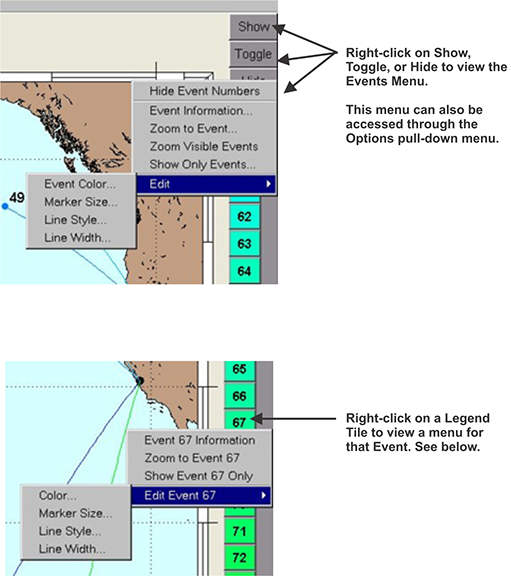 Show
Toggle
Hide
Right-click on Show,
Toggle, or Hide to view the
Events Menu.
This menu can also be
accessed through the
Options pull-down menu.
Hide Event Numbers
Event Information...
Zoom to Event...
Zoom Visible Events
Show Only Events...
Edit
Event Color...
Marker Size...
Line Style...
Line Width...
49
62
63
64
65
66
67
Right-click on a Legend
Tile to view a menu for
that Event. See below.
Event 67 Information
Zoom to Event 67
Show Event 67 Only
Edit Event 67
Color...
Marker Size...
Line Style...
Line Width...
71
72